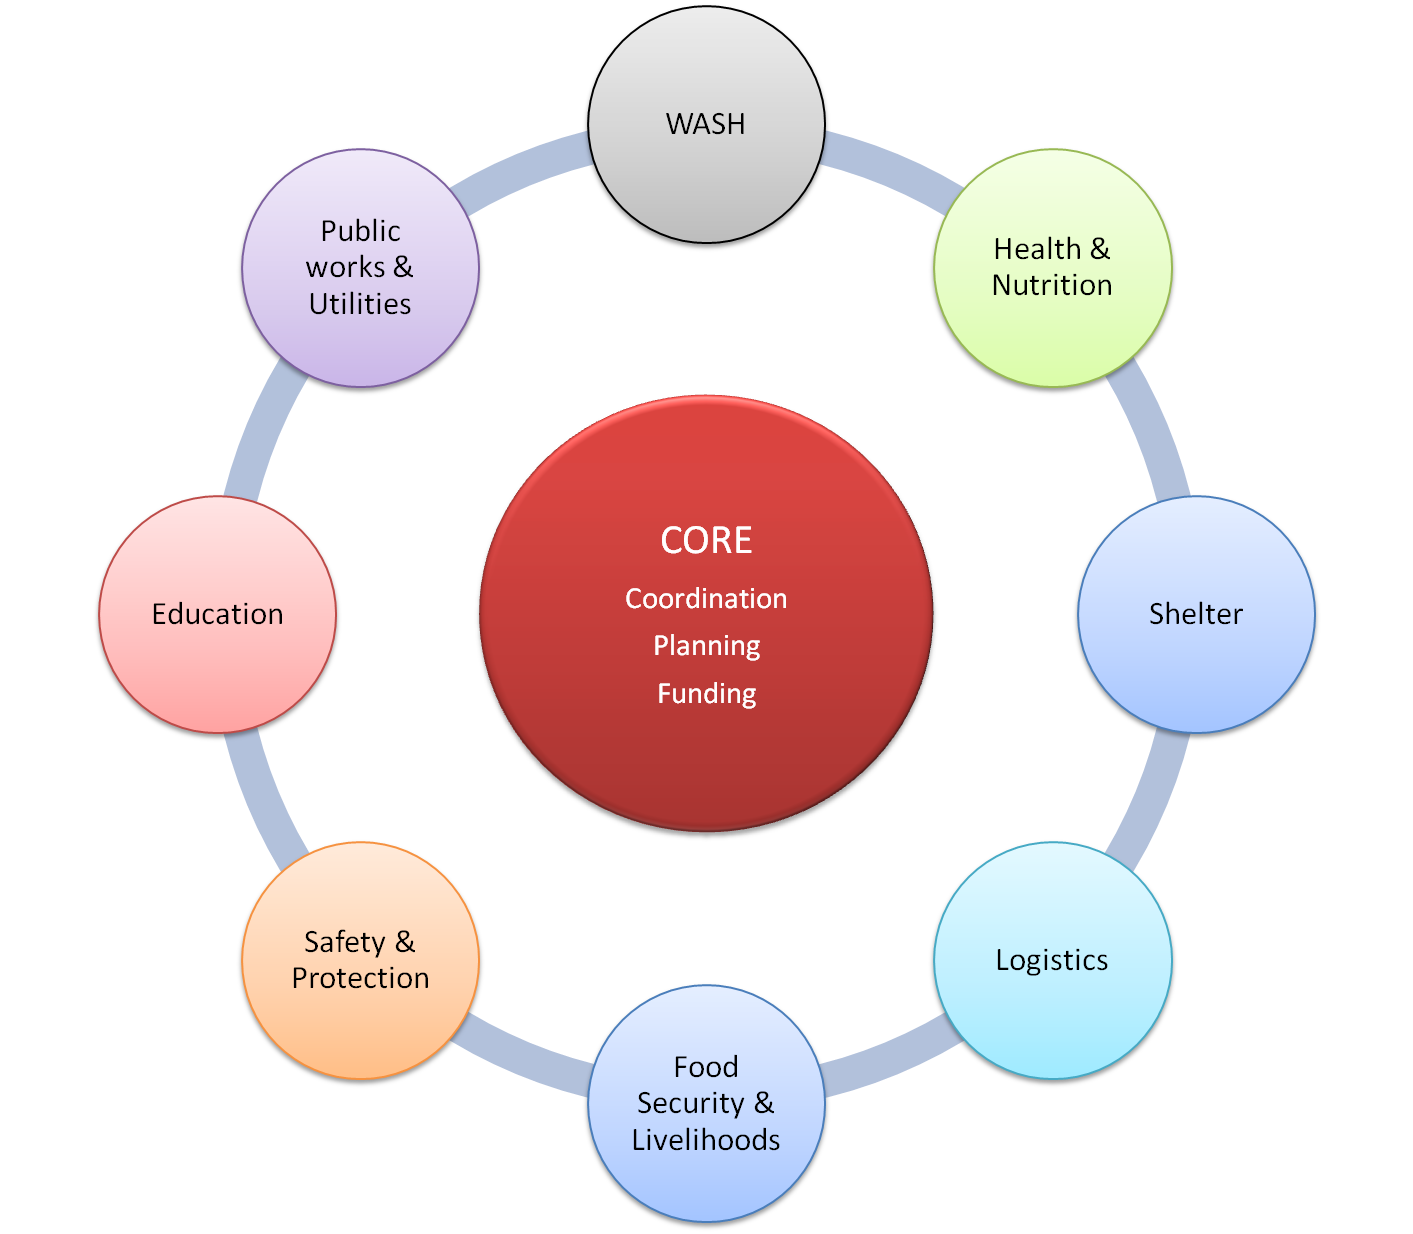 WASH
Health &
Nutrition
Shelter
Logistics
Food
Security &
Livelihoods
Safety &
Protection
Education
Public
works &
Utilities
CORE
Coordination
Planning
Funding